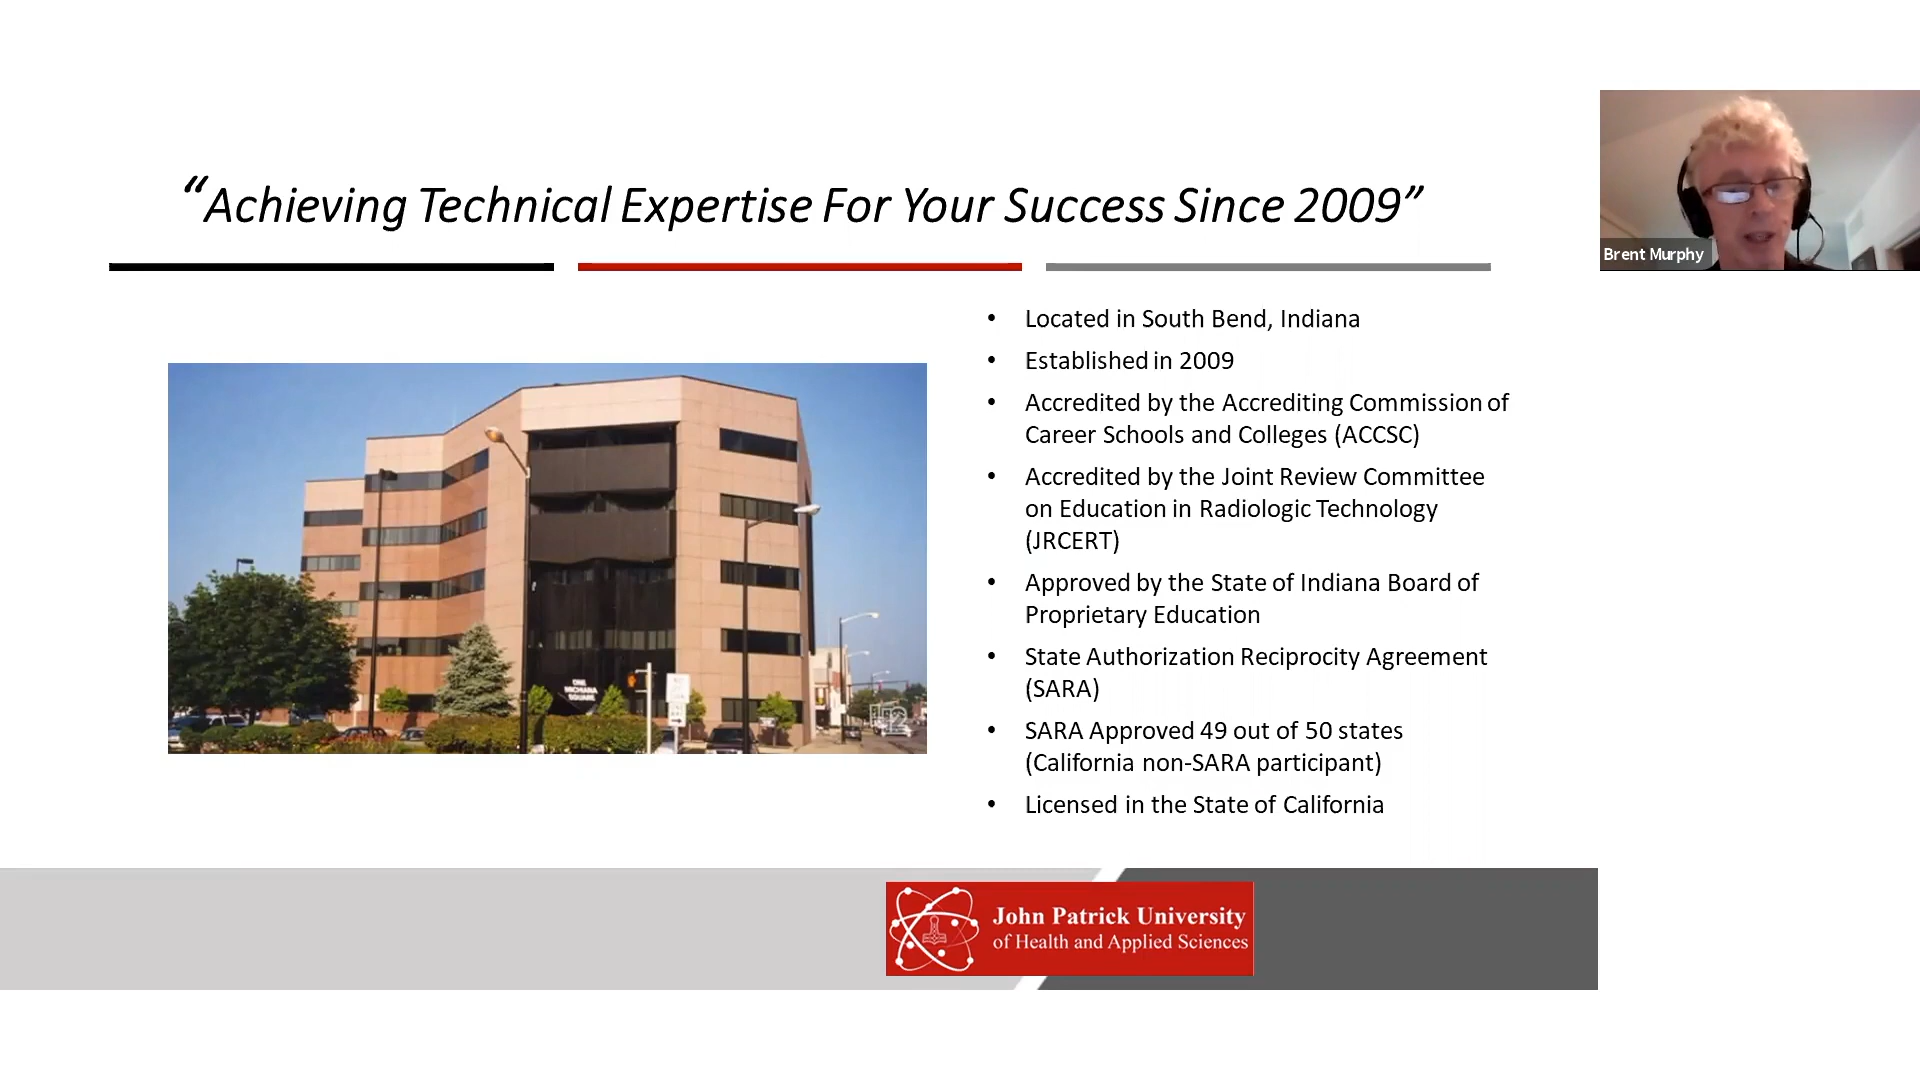 “Achieving Technical Expertise For Your Success Since 2009”
Brent Murphy
• Located in South Bend, Indiana
• Established in 2009
• Accredited by the Accrediting Commission of
Career Schools and Colleges (ACCSC)
• Accredited by the Joint Review Committee
on Education in Radiologic Technology
(JRCERT)
• Approved by the State of Indiana Board of
Proprietary Education
• State Authorization Reciprocity Agreement
(SARA)
• SARA Approved 49 out of 50 states
(California non-SARA participant)
• Licensed in the State of California
ONE
MICHIANA
SQUARE
John Patrick University
of Health and Applied Sciences